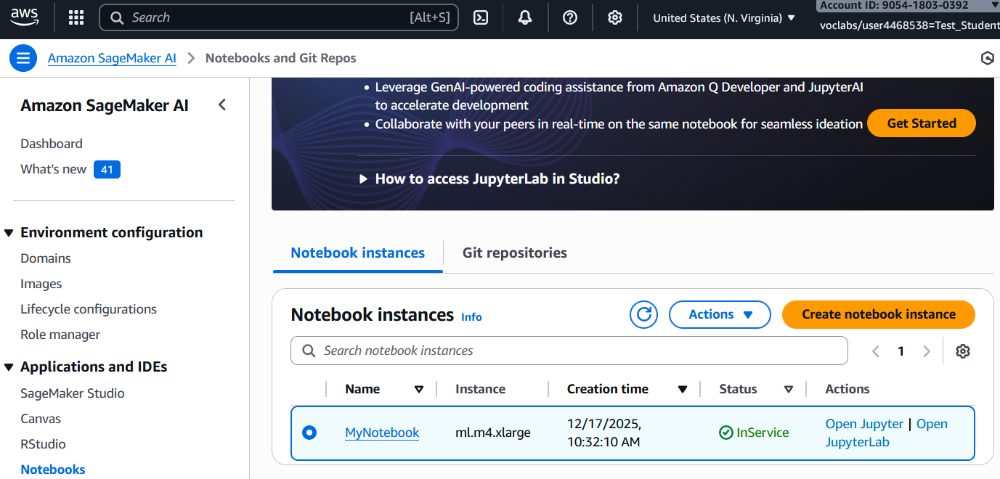 aws
Search [Alt+S]
United States (N. Virginia)
Account ID: 9054-1803-0392
voclabs/user4468538=Test_Student
Amazon SageMaker AI
Notebooks and Git Repos
Amazon SageMaker AI
Dashboard
What's new 41
Environment configuration
Domains
Images
Lifecycle configurations
Role manager
Applications and IDEs
SageMaker Studio
Canvas
RStudio
Notebooks
• Leverage GenAI-powered coding assistance from Amazon Q Developer and JupyterAI
to accelerate development
• Collaborate with your peers in real-time on the same notebook for seamless ideation
Get Started
How to access JupyterLab in Studio?
Notebook instances
Git repositories
Notebook instances Info
Actions
Create notebook instance
Search notebook instances
1
Name Instance Creation time Status Actions
MyNotebook ml.m4.xlarge 12/17/2025, InService Open Jupyter | Open
10:32:10 AM JupyterLab